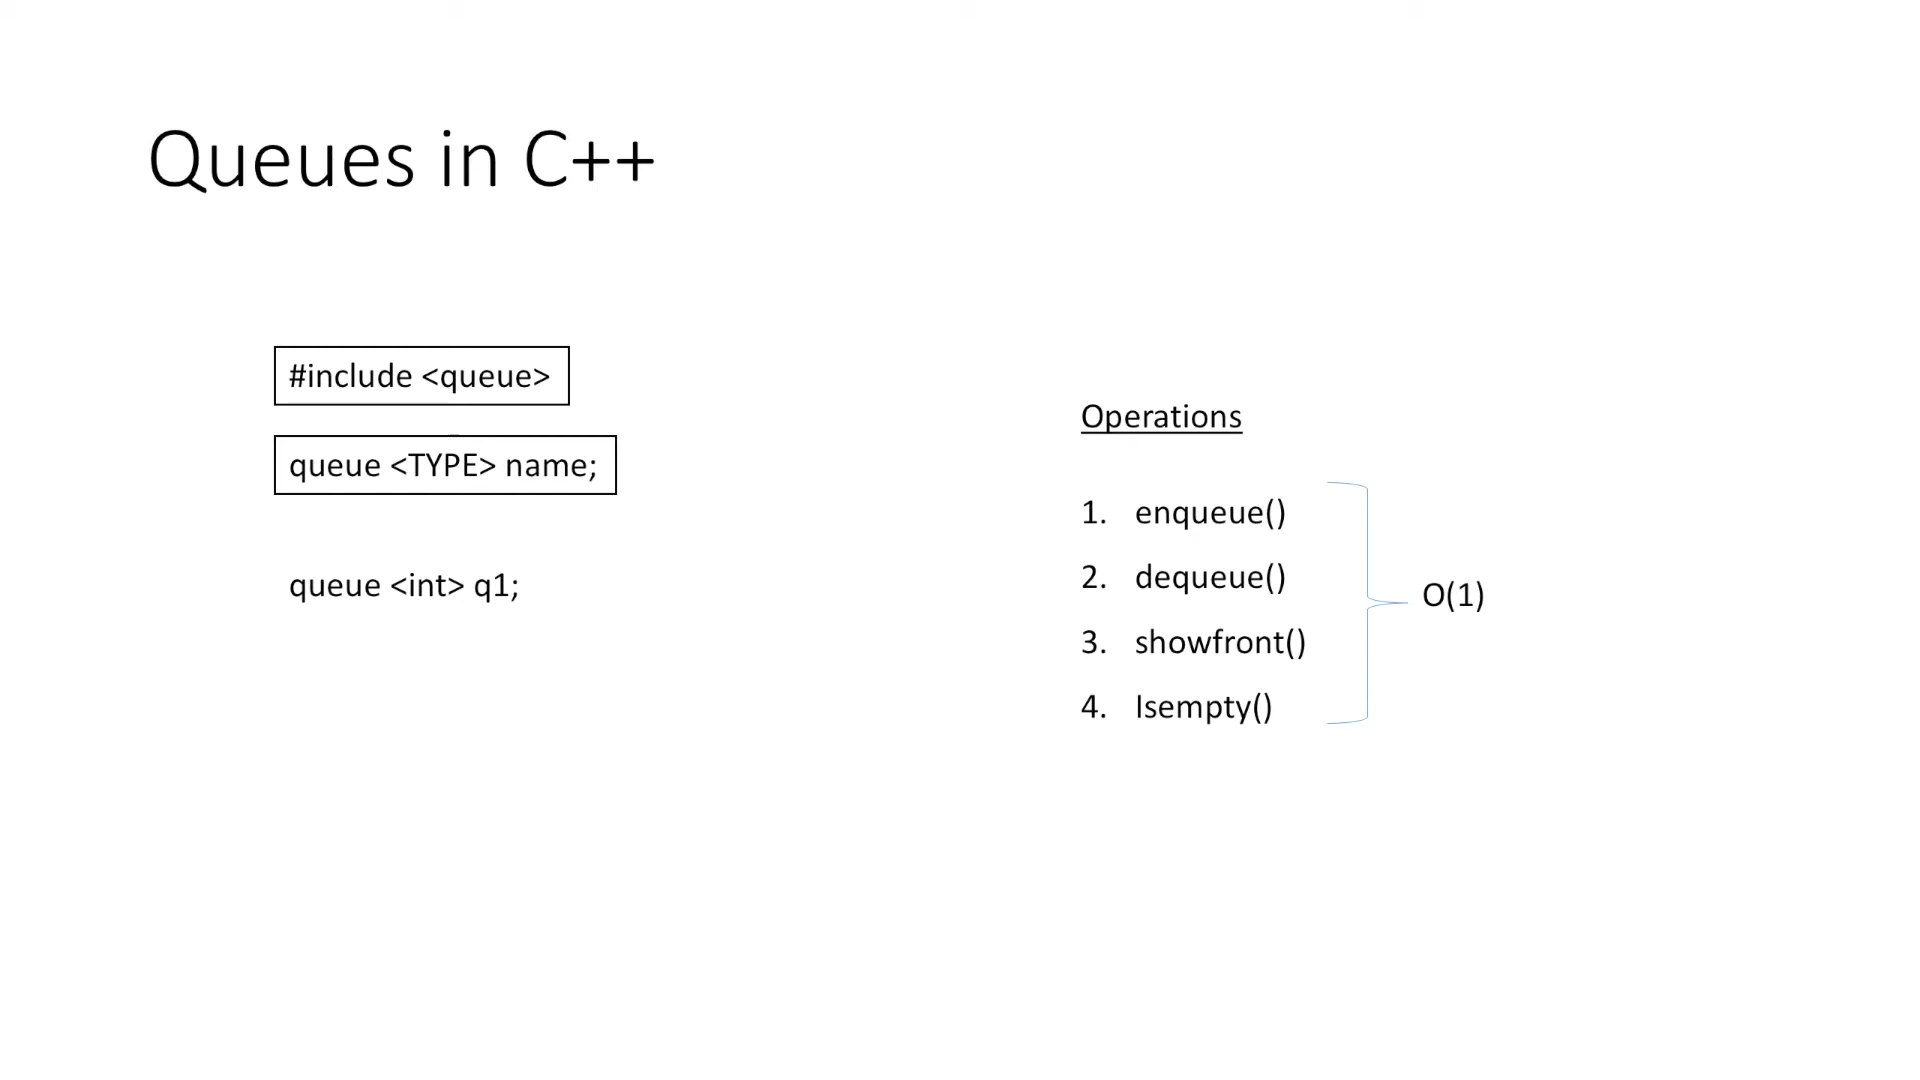 Queues in C++
#include <queue>
queue <TYPE> name;
queue <int> q1;
Operations
1. enqueue()
2. dequeue()
3. showfront()
4. Isempty()
O(1)